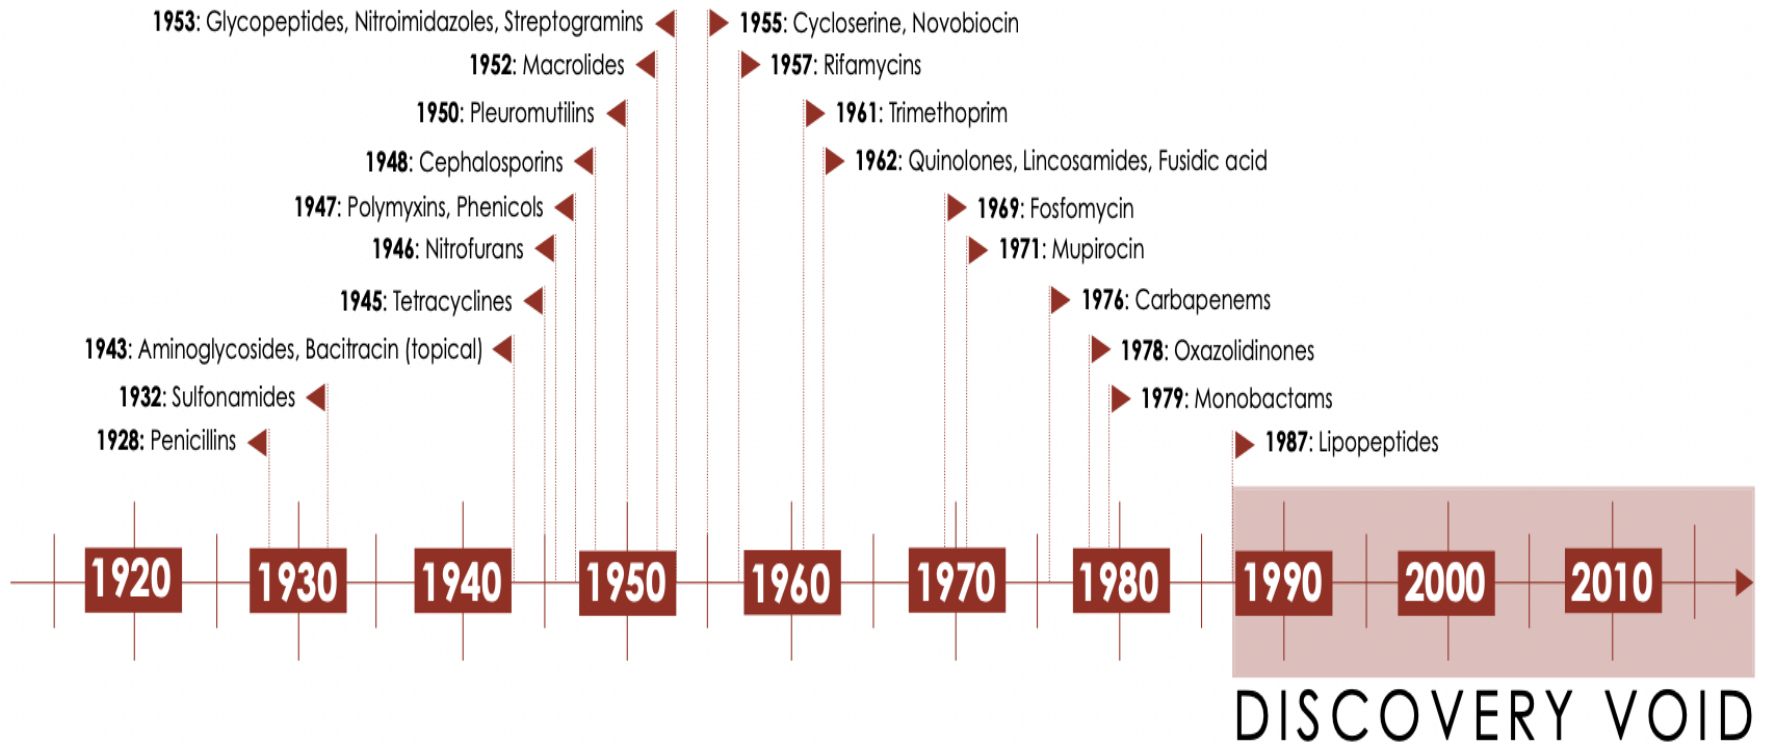 1953: Glycopeptides, Nitroimidazoles, Streptogramins
1952: Macrolides
1950: Pleuromutilins
1948: Cephalosporins
1947: Polymyxins, Phenicols
1946: Nitrofurans
1945: Tetracyclines
1943: Aminoglycosides, Bacitracin (topical)
1932: Sulfonamides
1928: Penicillins
1955: Cycloserine, Novobiocin
1957: Rifamycins
1961: Trimethoprim
1962: Quinolones, Lincosamides, Fusidic acid
1969: Fosfomycin
1971: Mupirocin
1976: Carbapenems
1978: Oxazolidinones
1979: Monobactams
1987: Lipopeptides
1920 1930 1940 1950 1960 1970 1980 1990 2000 2010
DISCOVERY VOID